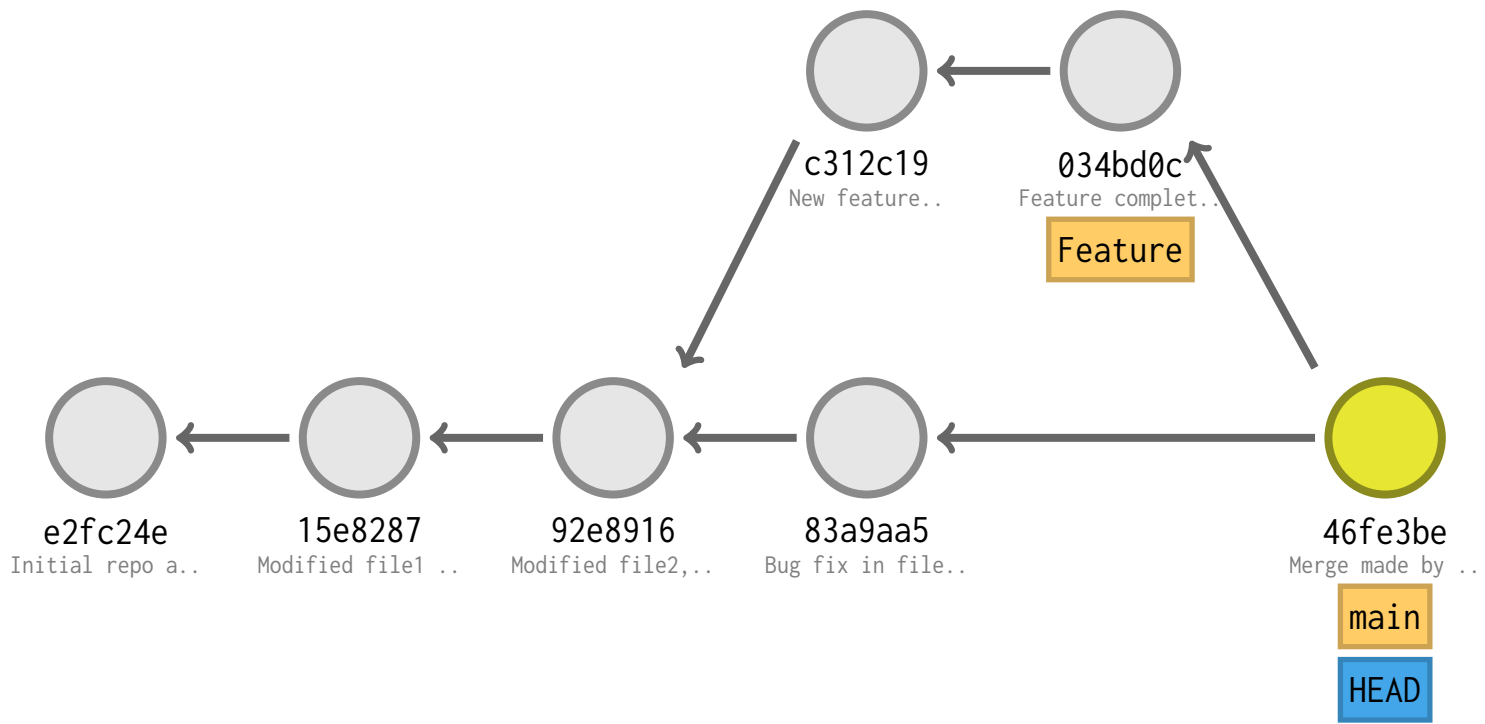 c312c19
New feature..
034bd0c
Feature complet..
Feature
e2fc24e
Initial repo a..
15e8287
Modified file1 ..
92e8916
Modified file2,..
83a9aa5
Bug fix in file..
46fe3be
Merge made by ..
main
HEAD